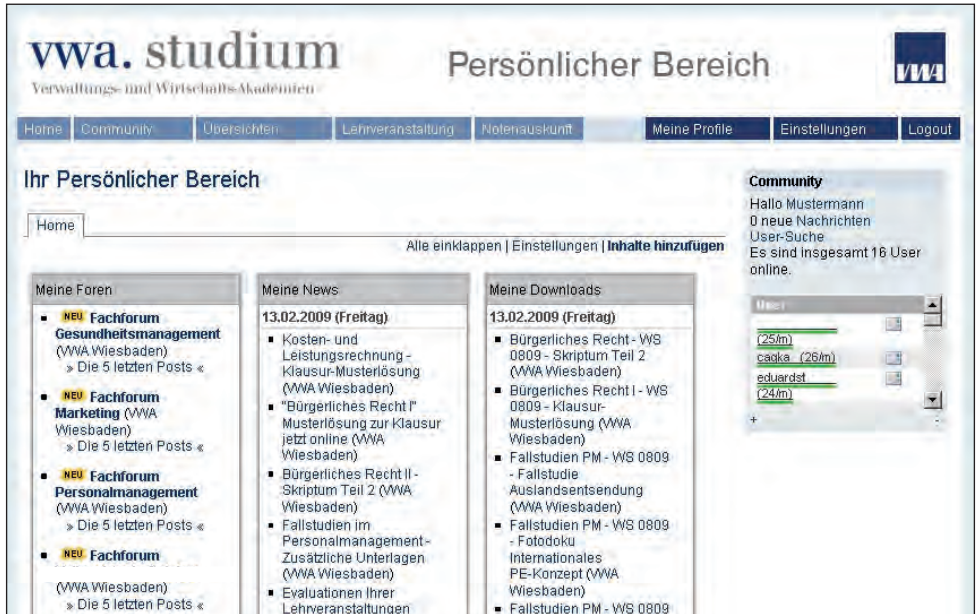 vwa. studium
Verwaltungs- und Wirtschafts-Akademien
Persönlicher Bereich
VWA
Home Community Übersichten Lehrveranstaltung Notenauskunft Meine Profile Einstellungen Logout
Ihr Persönlicher Bereich
Home
Alle einklappen | Einstellungen | Inhalte hinzufügen
Meine Foren
NEU Fachforum
Gesundheitsmanagement
(VWA Wiesbaden)
» Die 5 letzten Posts «
NEU Fachforum
Marketing (VWA
Wiesbaden)
» Die 5 letzten Posts «
NEU Fachforum
Personalmanagement
(VWA Wiesbaden)
» Die 5 letzten Posts «
NEU Fachforum
(VWA Wiesbaden)
» Die 5 letzten Posts «
Meine News
13.02.2009 (Freitag)
Kosten- und
Leistungsrechnung -
Klausur-Musterlösung
(VWA Wiesbaden)
"Bürgerliches Recht I"
Musterlösung zur Klausur
jetzt online (VWA
Wiesbaden)
Bürgerliches Recht II -
Skriptum Teil 2 (VWA
Wiesbaden)
Fallstudien im
Personalmanagement -
Zusätzliche Unterlagen
(VWA Wiesbaden)
Evaluationen Ihrer
Lehrveranstaltungen
Meine Downloads
13.02.2009 (Freitag)
Bürgerliches Recht - WS
0809 - Skriptum Teil 2
(VWA Wiesbaden)
Bürgerliches Recht I - WS
0809 - Klausur-
Musterlösung (VWA
Wiesbaden)
Fallstudien PM - WS 0809
- Fallstudie
Auslandsentsendung
(VWA Wiesbaden)
Fallstudien PM - WS 0809
- Fotodoku
Internationales
PE-Konzept (VWA
Wiesbaden)
Fallstudien PM - WS 0809
Community
Hallo Mustermann
0 neue Nachrichten
User-Suche
Es sind insgesamt 16 User
online.
User
(25/m)
cagka (26/m)
eduardst
(24/m)
+ -